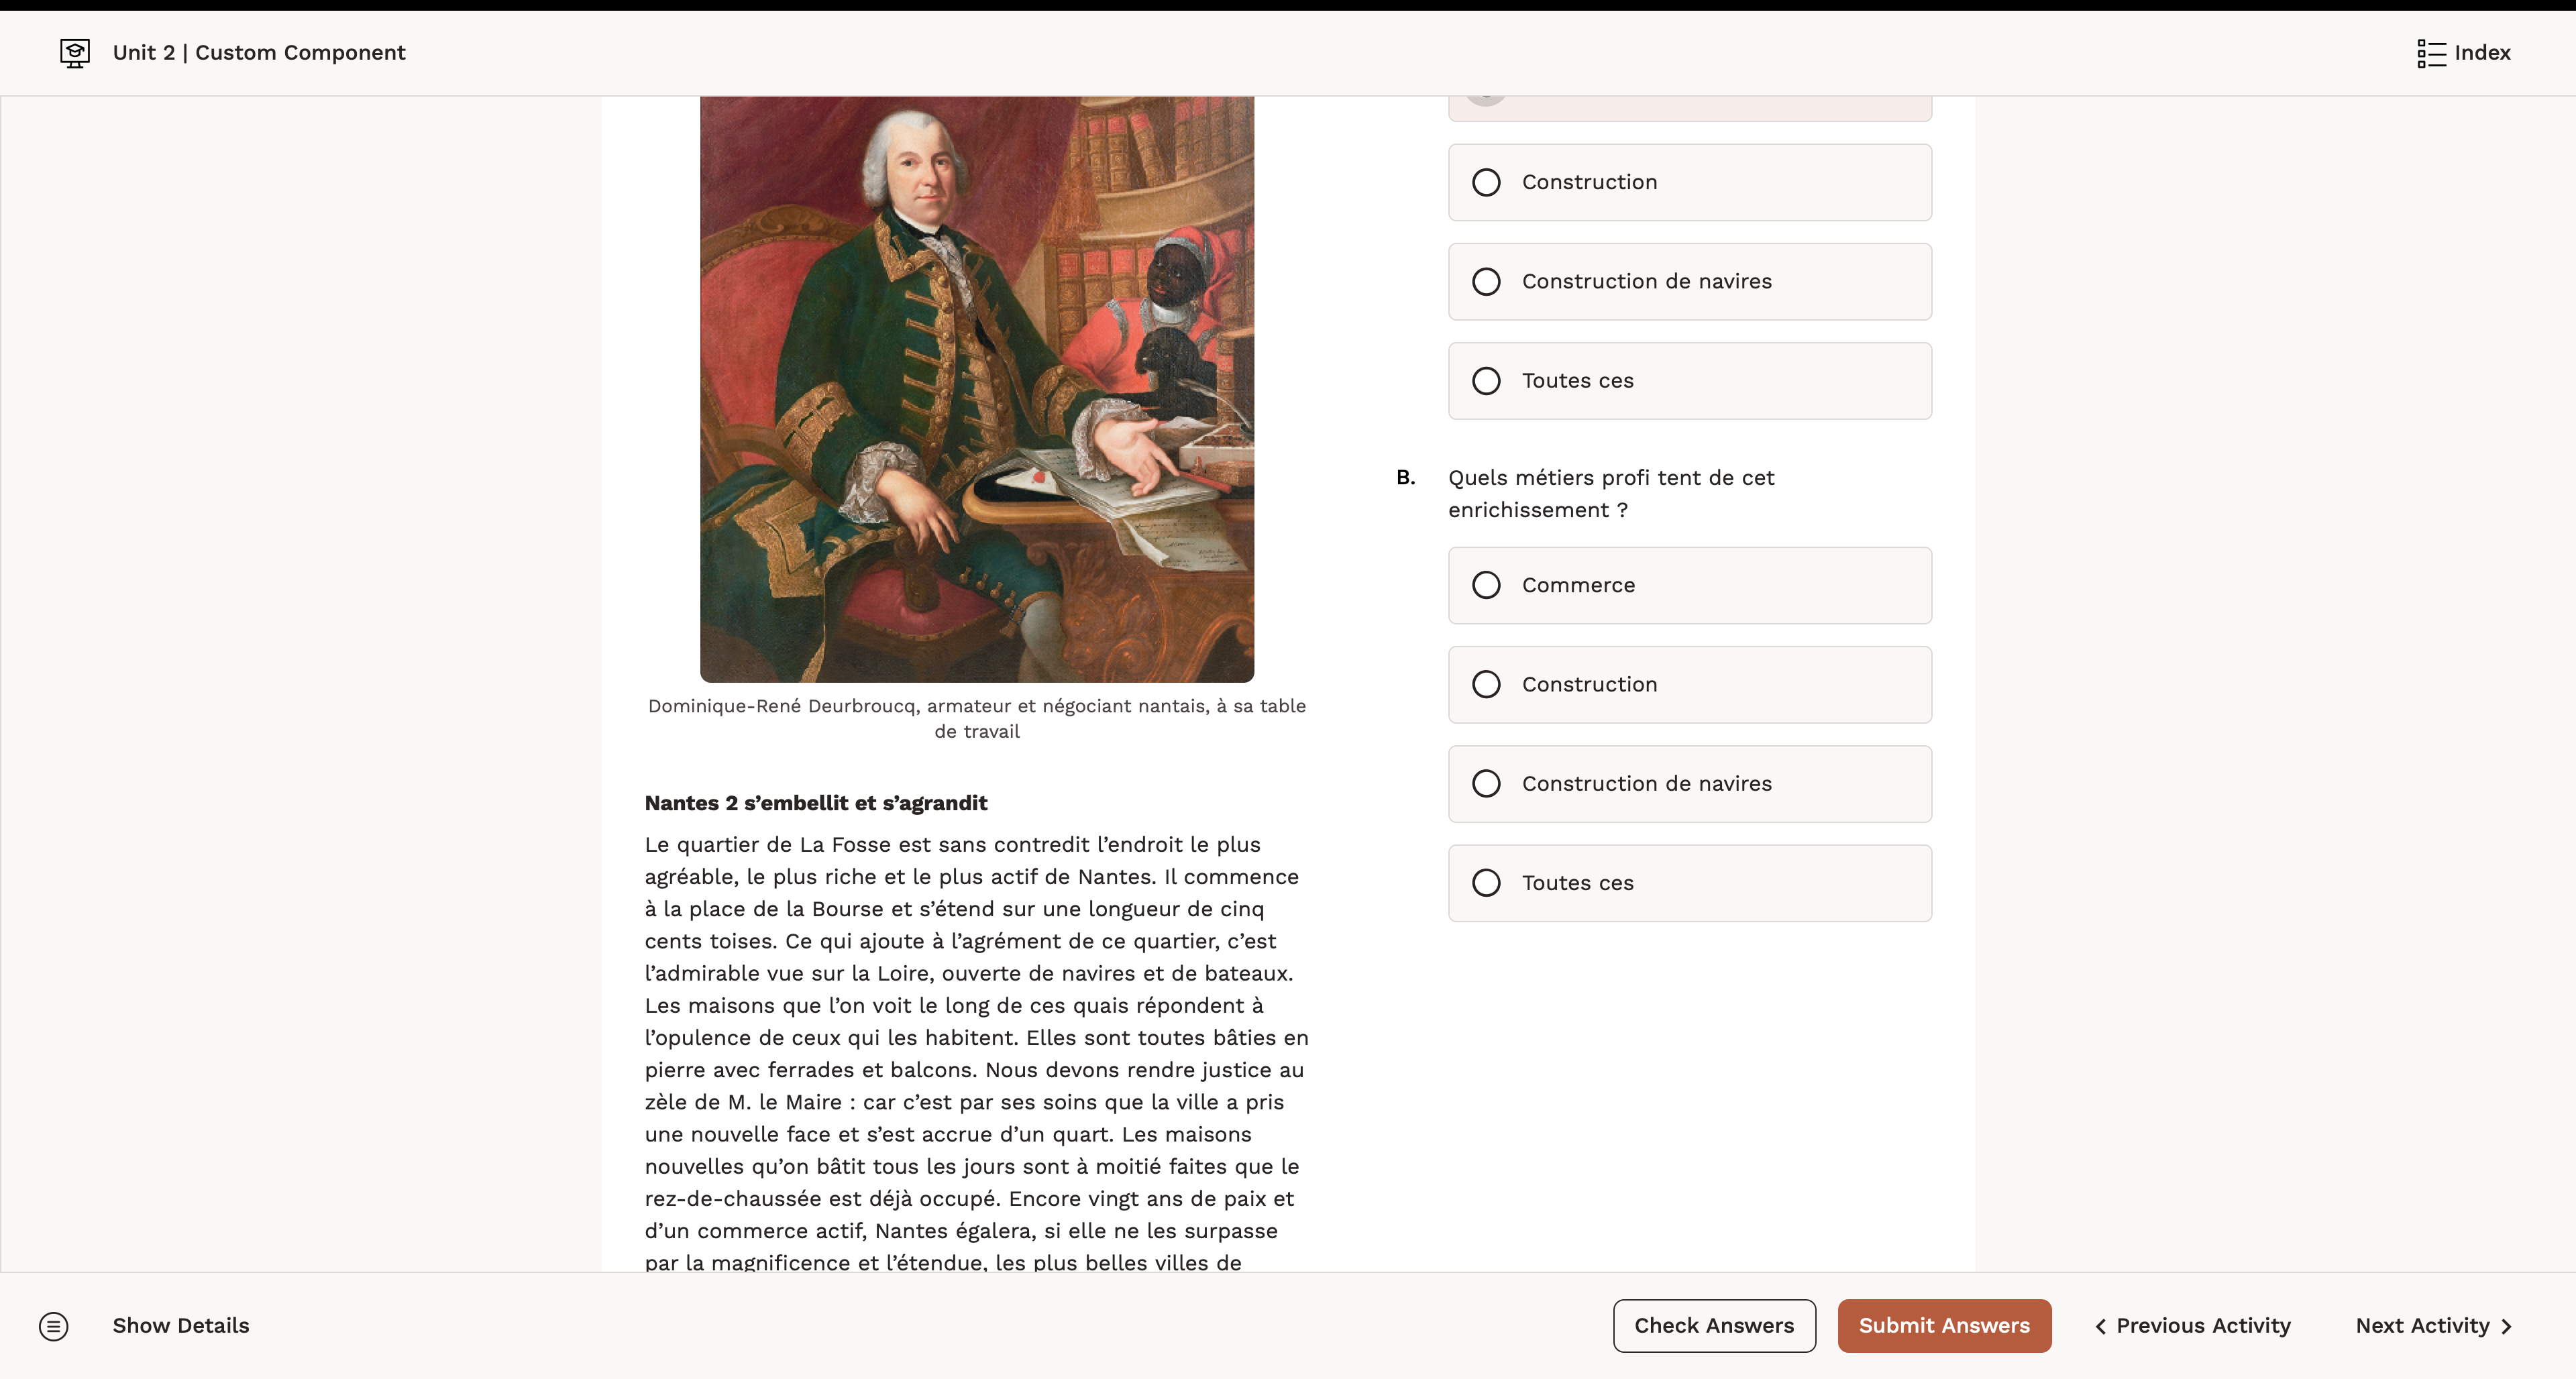 Unit 2 | Custom Component
Index
Dominique-René Deurbroucq, armateur et négociant nantais, à sa table
de travail
Nantes 2 s’embellit et s’agrandit
Le quartier de La Fosse est sans contredit l’endroit le plus
agréable, le plus riche et le plus actif de Nantes. Il commence
à la place de la Bourse et s’étend sur une longueur de cinq
cents toises. Ce qui ajoute à l’agrément de ce quartier, c’est
l’admirable vue sur la Loire, ouverte de navires et de bateaux.
Les maisons que l’on voit le long de ces quais répondent à
l’opulence de ceux qui les habitent. Elles sont toutes bâties en
pierre avec ferrades et balcons. Nous devons rendre justice au
zèle de M. le Maire : car c’est par ses soins que la ville a pris
une nouvelle face et s’est accrue d’un quart. Les maisons
nouvelles qu’on bâtit tous les jours sont à moitié faites que le
rez-de-chaussée est déjà occupé. Encore vingt ans de paix et
d’un commerce actif, Nantes égalera, si elle ne les surpasse
par la magnificence et l’étendue, les plus belles villes de
Construction
Construction de navires
Toutes ces
B. Quels métiers profi tent de cet
enrichissement ?
Commerce
Construction
Construction de navires
Toutes ces
Show Details
Check Answers
Submit Answers
Previous Activity
Next Activity